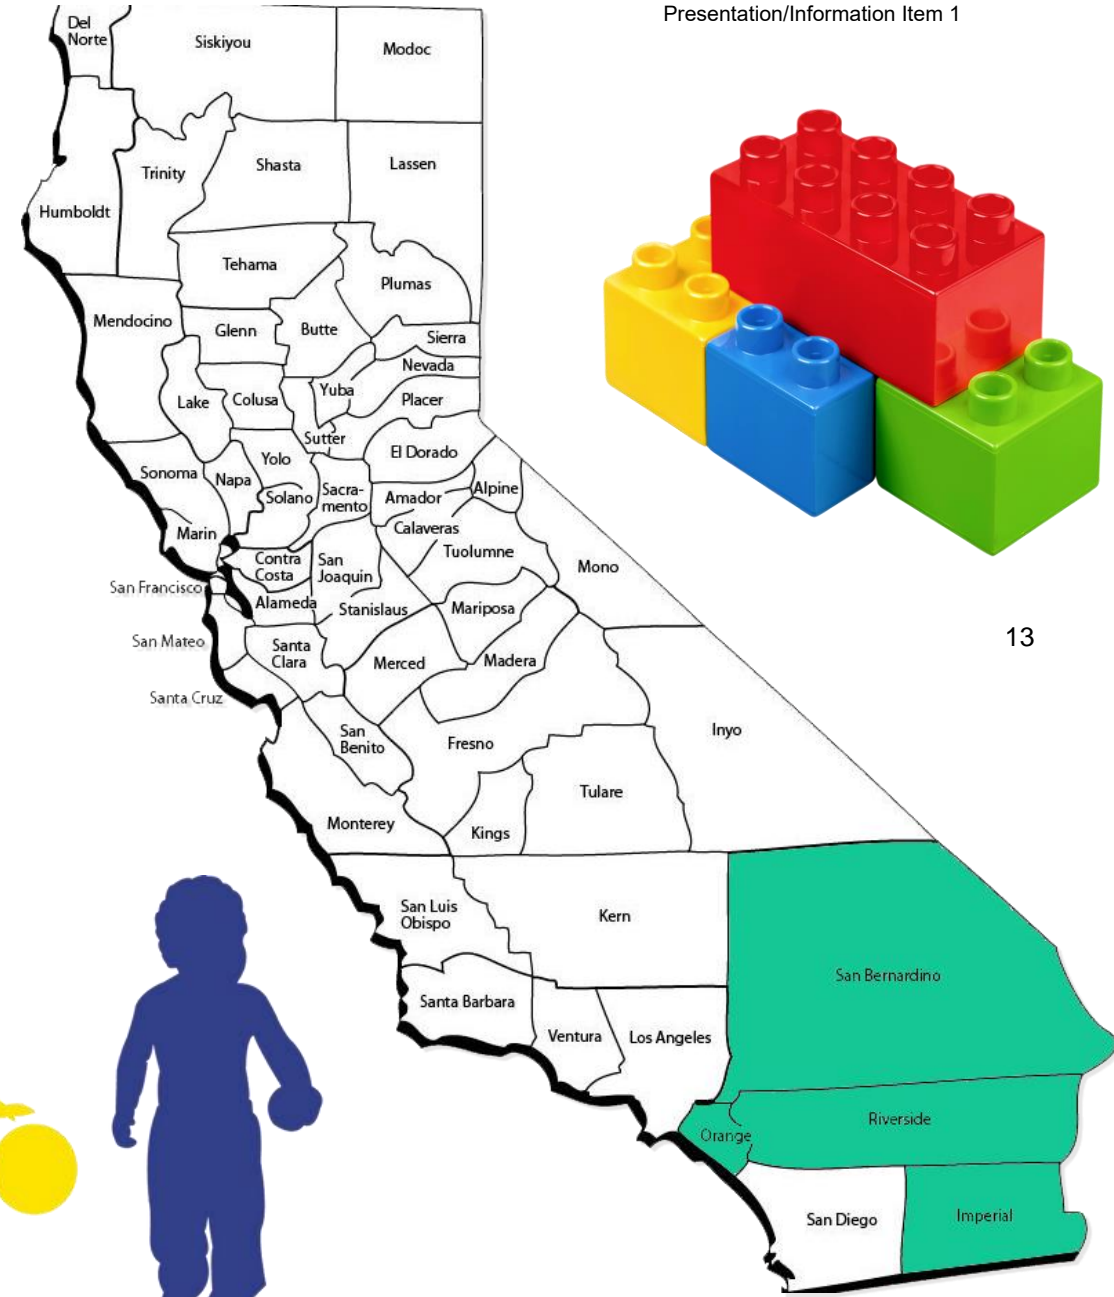 Presentation/Information Item 1
Del
Norte
Siskiyou
Modoc
Trinity
Shasta
Lassen
Humboldt
Tehama
Plumas
Mendocino
Glenn
Butte
Sierra
Nevada
Lake
Colusa
Yuba
Placer
Sutter
El Dorado
Sonoma
Napa
Yolo
Solano
Sacra-
mento
Amador
Alpine
Marin
Calaveras
Contra
Costa
San
Joaquin
Tuolumne
Mono
San Francisco
Alameda
Stanislaus
Mariposa
13
San Mateo
Santa
Clara
Merced
Madera
Santa Cruz
San
Benito
Fresno
Inyo
Monterey
Kings
Tulare
San Luis
Obispo
Kern
San Bernardino
Santa Barbara
Ventura
Los Angeles
Orange
Riverside
San Diego
Imperial